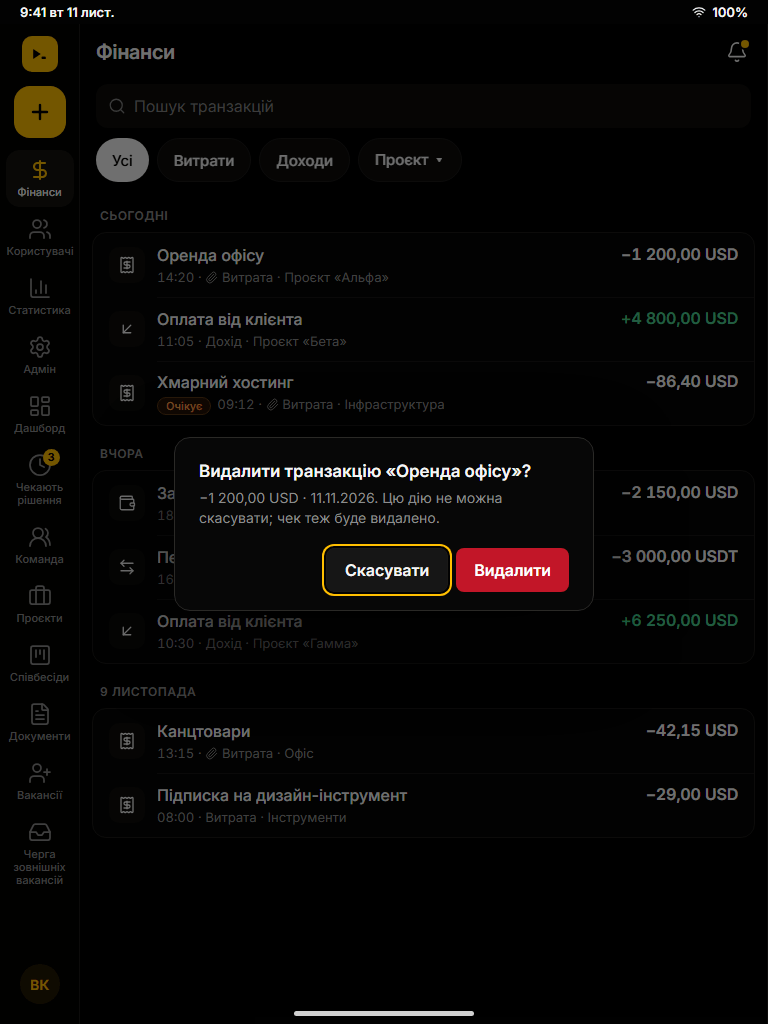 9:41 вт 11 лист.
100%
Фінанси
Пошук транзакцій
Усі
Витрати
Доходи
Проєкт
Фінанси
Користувачі
Статистика
Адмін
Дашборд
3
Чекають
рішення
Команда
Проєкти
Співбесіди
Документи
Вакансії
Черга
зовнішніх
вакансій
ВК
СЬОГОДНІ
Оренда офісу
−1 200,00 USD
14:20 · Витрата · Проєкт «Альфа»
Оплата від клієнта
+4 800,00 USD
11:05 · Дохід · Проєкт «Бета»
Хмарний хостинг
−86,40 USD
Очікує 09:12 · Витрата · Інфраструктура
ВЧОРА
−2 150,00 USD
−3 000,00 USDT
Видалити транзакцію «Оренда офісу»?
−1 200,00 USD · 11.11.2026. Цю дію не можна
скасувати; чек теж буде видалено.
Скасувати
Видалити
Оплата від клієнта
+6 250,00 USD
10:30 · Дохід · Проєкт «Гамма»
9 ЛИСТОПАДА
Канцтовари
−42,15 USD
13:15 · Витрата · Офіс
Підписка на дизайн-інструмент
−29,00 USD
08:00 · Витрата · Інструменти